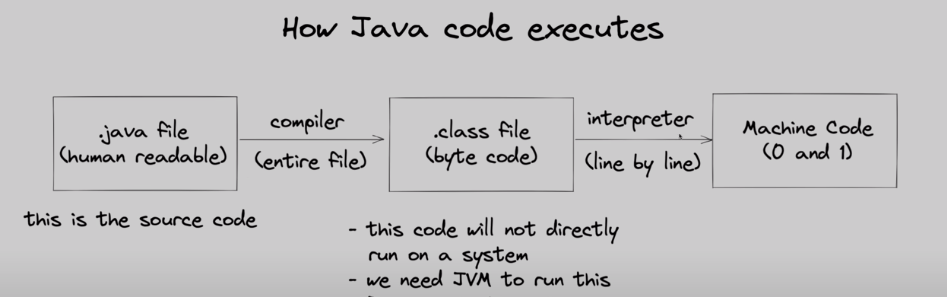 How Java code executes
.java file
(human readable)
compiler
(entire file)
.class file
(byte code)
interpreter
(line by line)
Machine Code
(0 and 1)
this is the source code
- this code will not directly
run on a system
- we need JVM to run this